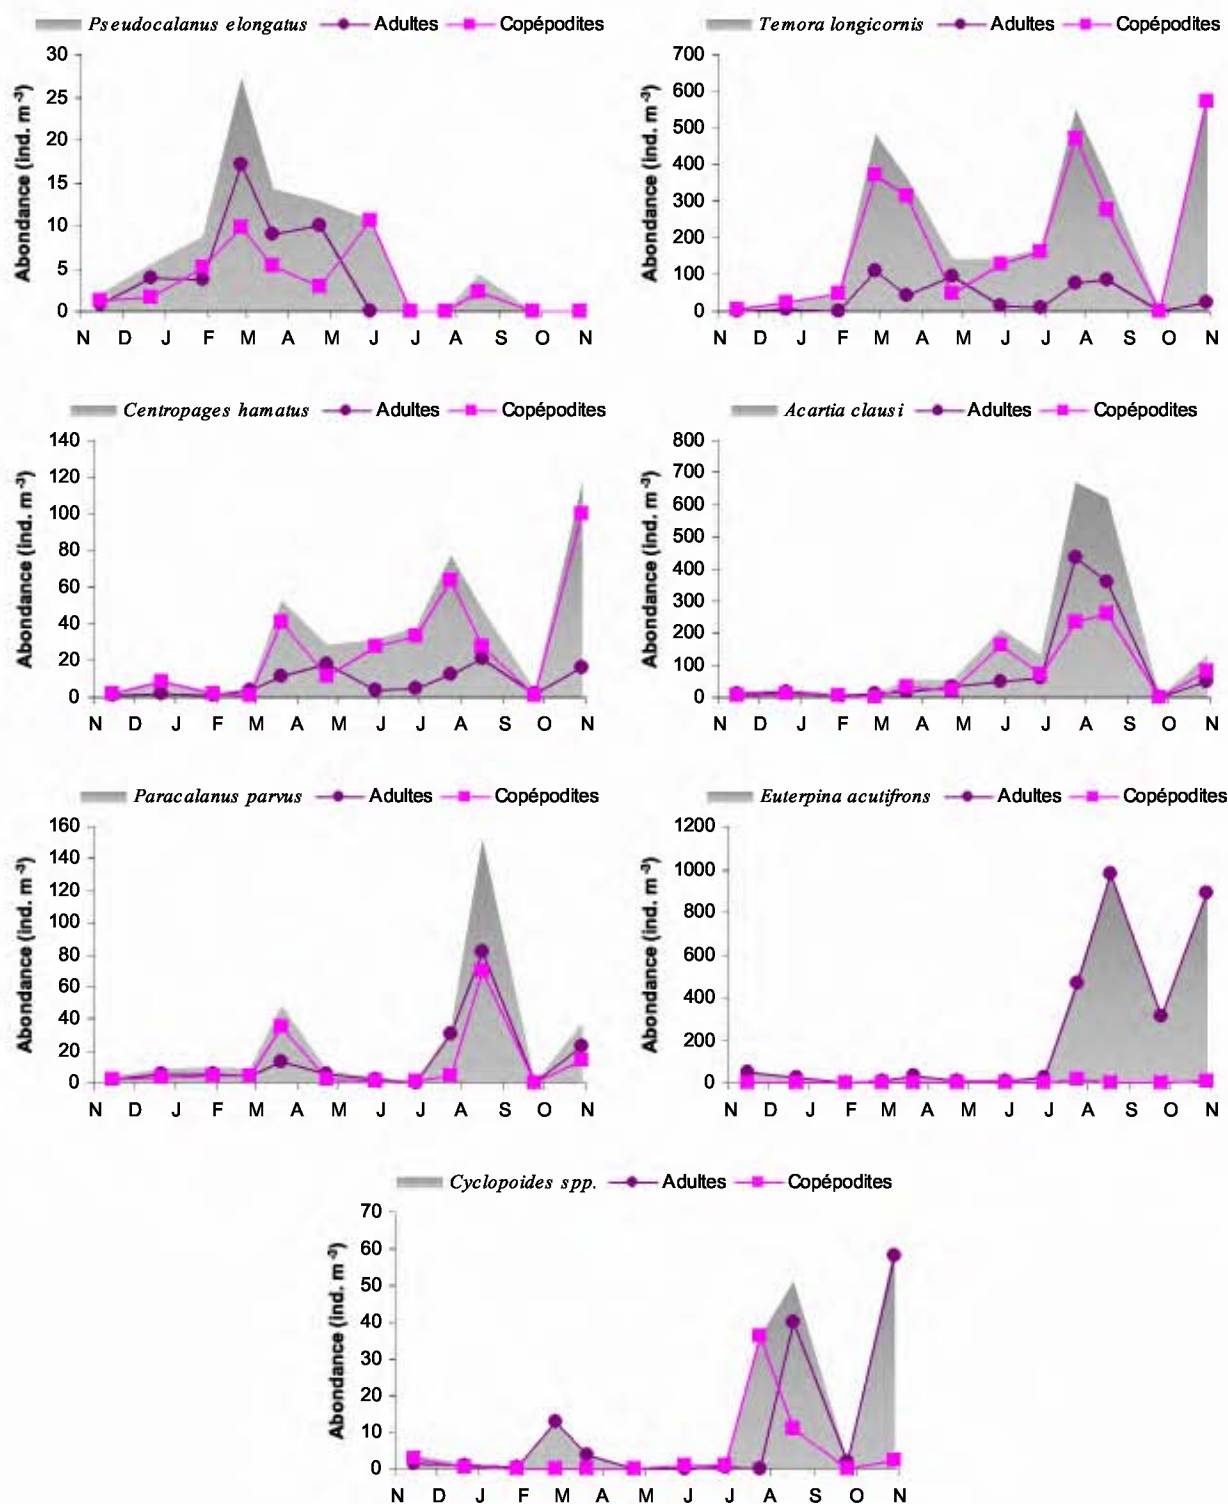 Pseudocalanus elongatus Adultes Copépodites
Abondance (ind. m-3)
30
25
20
15
10
5
0
N D J F M A M J J A S O N
Temora longicornis Adultes Copépodites
Abondance (ind. m-3)
700
600
500
400
300
200
100
0
N D J F M A M J J A S O N
Centropages hamatus Adultes Copépodites
Abondance (ind. m-3)
140
120
100
80
60
40
20
0
N D J F M A M J J A S O N
Acartia clausi Adultes Copépodites
Abondance (ind. m-3)
800
700
600
500
400
300
200
100
0
N D J F M A M J J A S O N
Paracalanus parvus Adultes Copépodites
Abondance (ind. m-3)
160
140
120
100
80
60
40
20
0
N D J F M A M J J A S O N
Euterpina acutifrons Adultes Copépodites
Abondance (ind. m-3)
1200
1000
800
600
400
200
0
N D J F M A M J J A S O N
Cyclopoides spp. Adultes Copépodites
Abondance (ind. m-3)
70
60
50
40
30
20
10
0
N D J F M A M J J A S O N